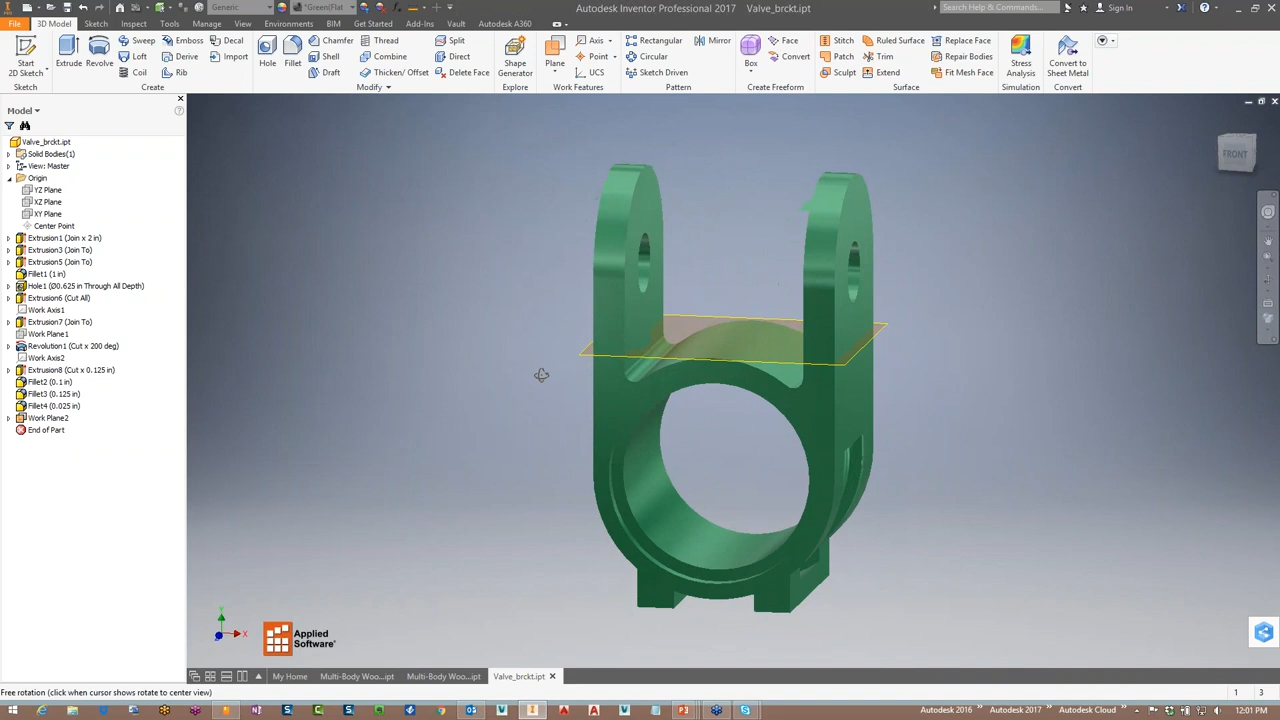 Generic
*Green(Flat
Autodesk Inventor Professional 2017 Valve_brckt.ipt
Search Help & Commands...
Sign In
File 3D Model Sketch Inspect Tools Manage View Environments BIM Get Started Add-Ins Vault Autodesk A360
Start
2D Sketch
Sketch
Extrude
Revolve
Sweep
Loft
Coil
Emboss
Derive
Rib
Decal
Import
Create
Hole
Fillet
Chamfer
Shell
Draft
Thread
Combine
Thicken/ Offset
Split
Direct
Delete Face
Modify
Shape
Generator
Explore
Plane
Axis
Point
UCS
Work Features
Rectangular
Circular
Sketch Driven
Mirror
Pattern
Box
Face
Convert
Create Freeform
Stitch
Patch
Sculpt
Ruled Surface
Trim
Extend
Replace Face
Repair Bodies
Fit Mesh Face
Surface
Stress
Analysis
Simulation
Convert to
Sheet Metal
Convert
Model
Valve_brckt.ipt
Solid Bodies(1)
View: Master
Origin
YZ Plane
XZ Plane
XY Plane
Center Point
Extrusion1 (Join x 2 in)
Extrusion3 (Join To)
Extrusion5 (Join To)
Fillet1 (1 in)
Hole1 (Ø0.625 in Through All Depth)
Extrusion6 (Cut All)
Work Axis1
Extrusion7 (Join To)
Work Plane1
Revolution1 (Cut x 200 deg)
Work Axis2
Extrusion8 (Cut x 0.125 in)
Fillet2 (0.1 in)
Fillet3 (0.125 in)
Fillet4 (0.025 in)
Work Plane2
End of Part
FRONT
Y
X
Z
Applied
Software®
My Home Multi-Body Woo....ipt Multi-Body Woo....ipt Valve_brckt.ipt
Free rotation (click when cursor shows rotate to center view)
1 3
Autodesk 2016 Autodesk 2017 Autodesk Cloud 12:01 PM